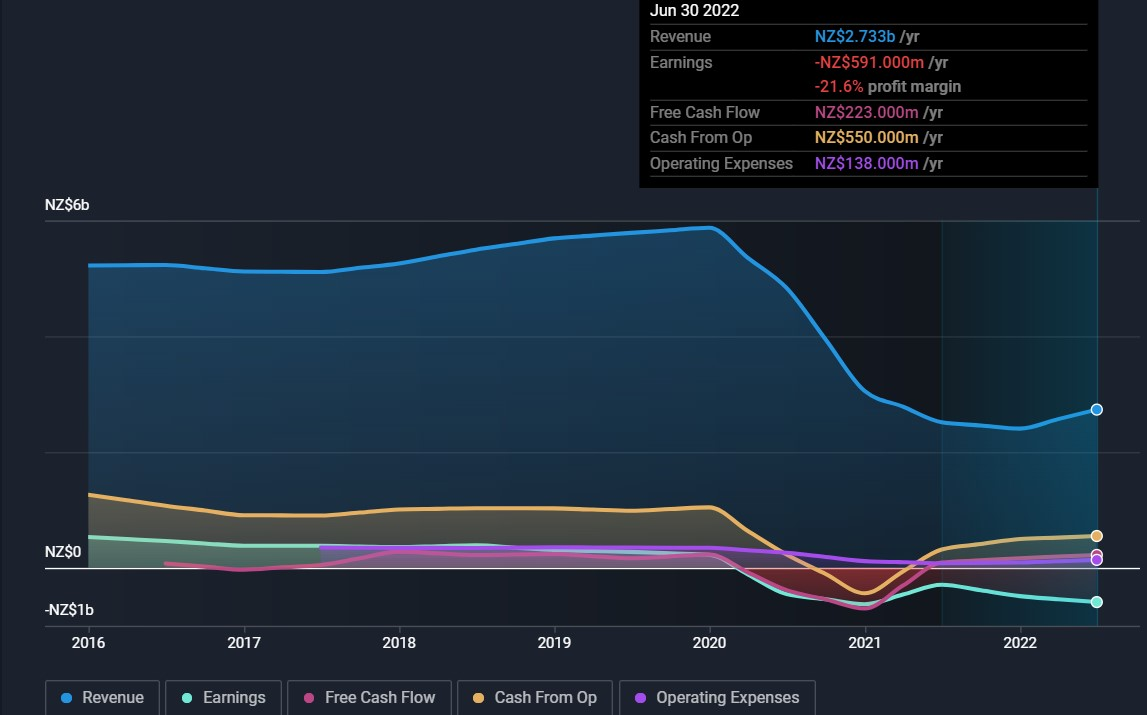 Jun 30 2022
Revenue NZ$2.733b /yr
Earnings -NZ$591.000m /yr
-21.6% profit margin
Free Cash Flow NZ$223.000m /yr
Cash From Op NZ$550.000m /yr
Operating Expenses NZ$138.000m /yr
NZ$6b
NZ$0
-NZ$1b
2016 2017 2018 2019 2020 2021 2022
Revenue Earnings Free Cash Flow Cash From Op Operating Expenses